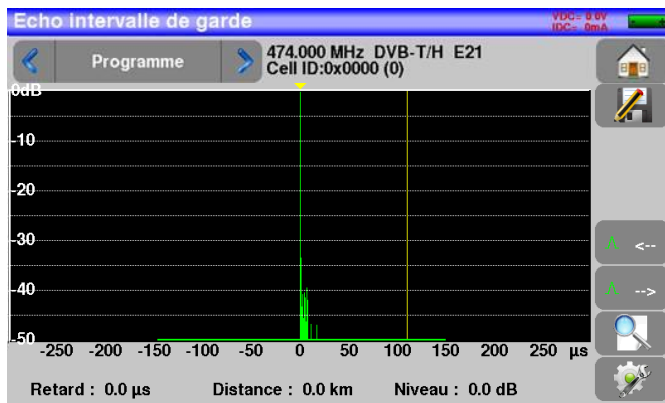 Echo intervalle de garde
VDC= 0.0V
IDC= 0mA
Programme
474.000 MHz DVB-T/H E21
Cell ID:0x0000 (0)
0dB
-10
-20
-30
-40
-50
<--
-->
-250 -200 -150 -100 -50 0 50 100 150 200 250 µs
Retard : 0.0 µs Distance : 0.0 km Niveau : 0.0 dB